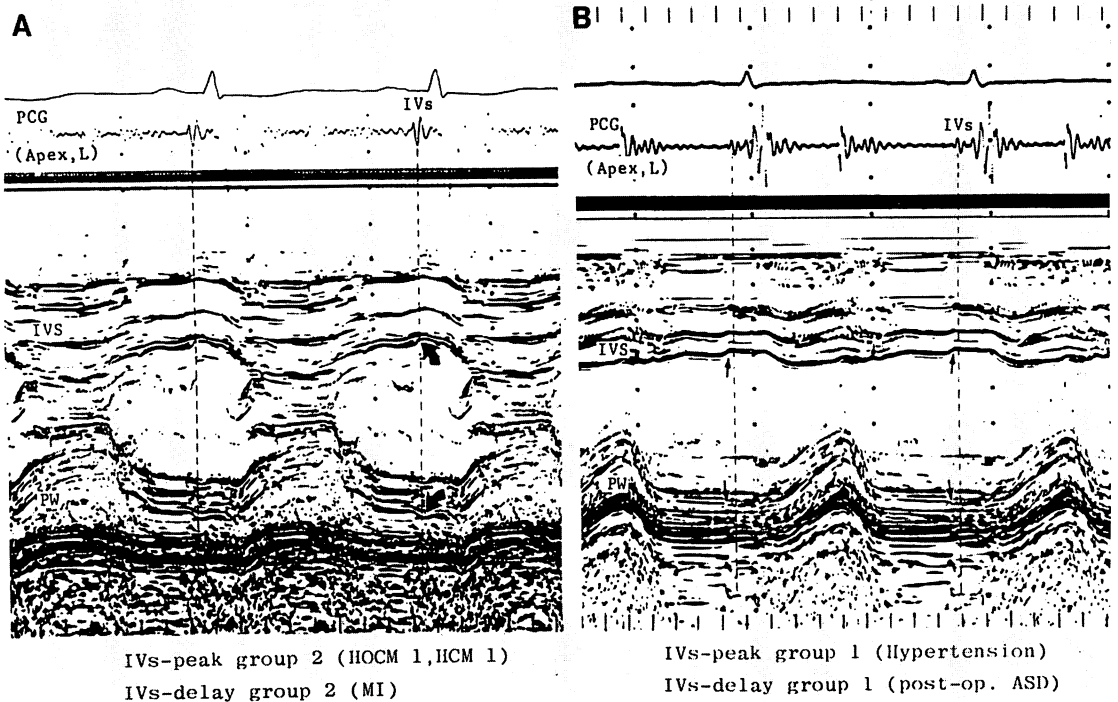 A
IVs
PCG
(Apex,L)
IVS
PW
IVs-peak group 2 (HOCM 1,HCM 1)
IVs-delay group 2 (MI)
B
PCG
IVs
(Apex,L)
IVS
PW
IVs-peak group 1 (Hypertension)
IVs-delay group 1 (post-op. ASD)